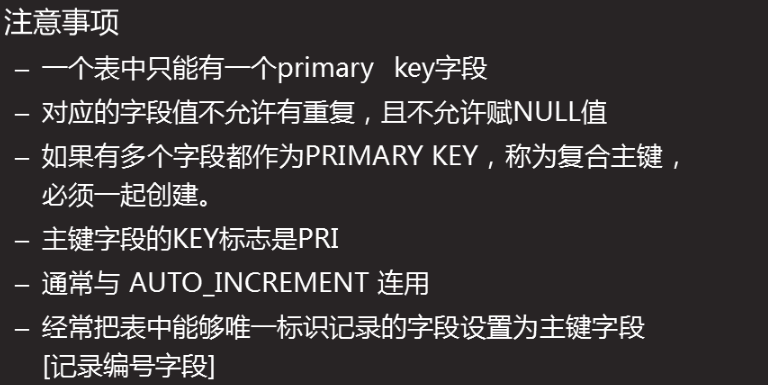 注意事项
– 一个表中只能有一个primary key字段
– 对应的字段值不允许有重复，且不允许赋NULL值
– 如果有多个字段都作为PRIMARY KEY，称为复合主键，
必须一起创建。
– 主键字段的KEY标志是PRI
– 通常与 AUTO_INCREMENT 连用
– 经常把表中能够唯一标识记录的字段设置为主键字段
[记录编号字段]